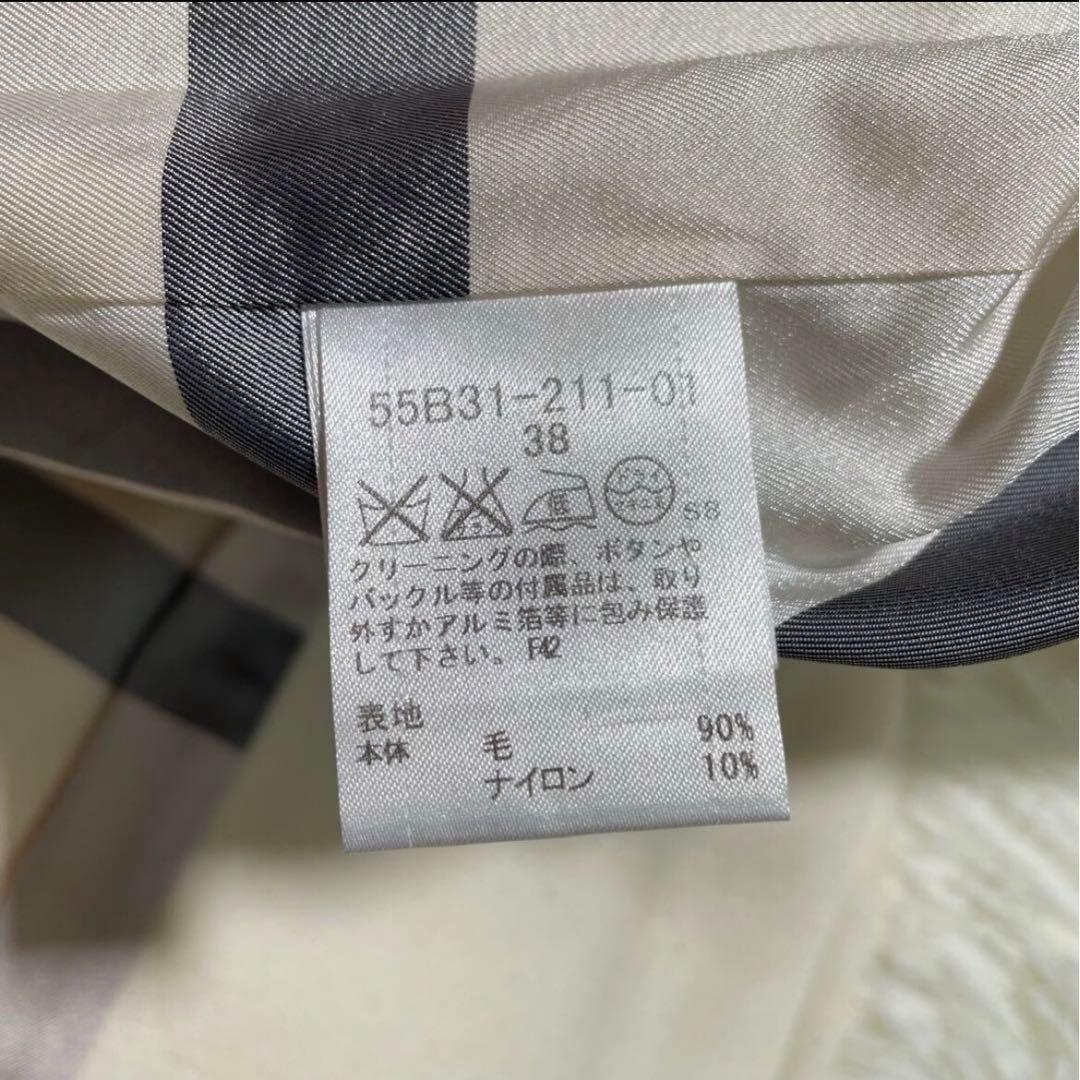 55B31-211-01
38
クリーニングの際、ボタンや
バックル等の付属品は、取り
外すかアルミ箔等に包み保護
して下さい。 F42
表地
本体 毛 90%
ナイロン 10%